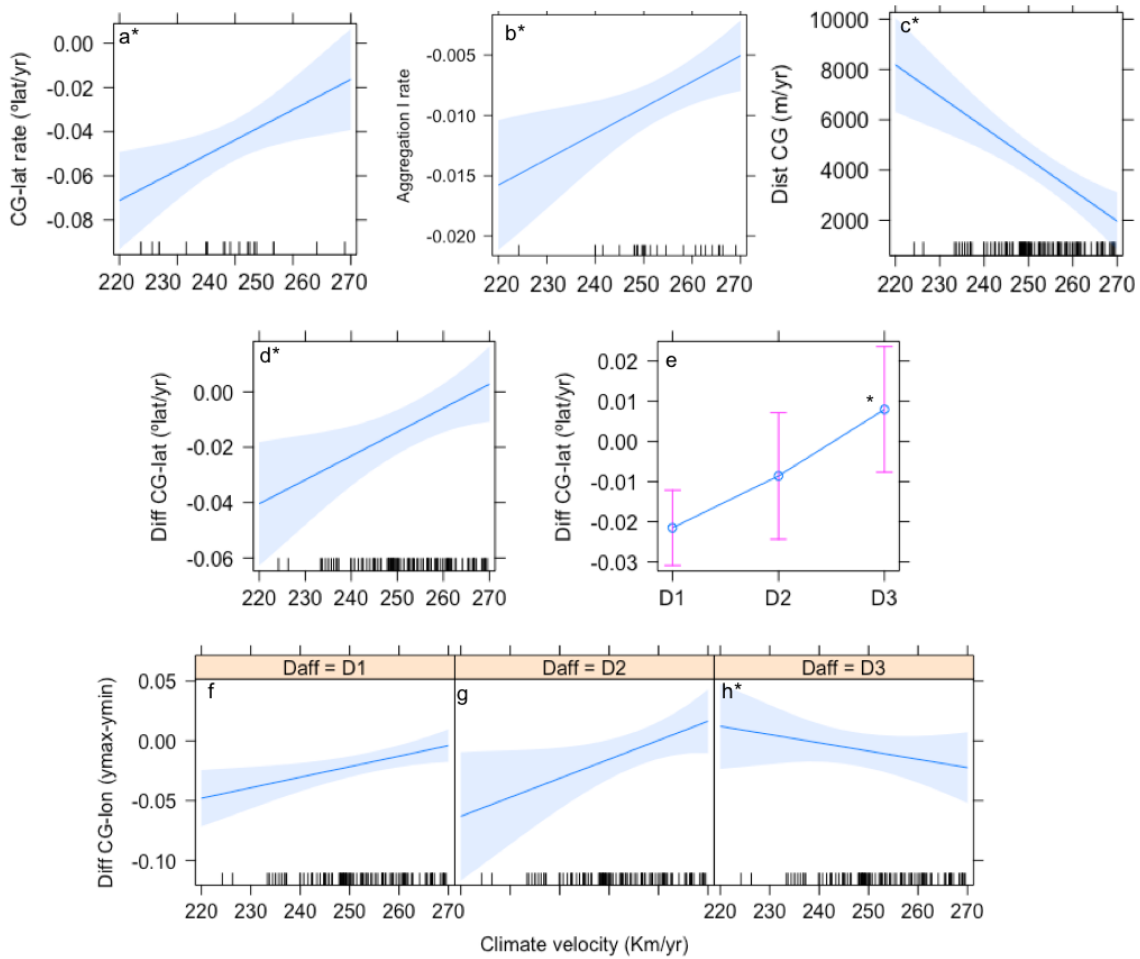 a*
CG-lat rate (ºlat/yr)
0.00
-0.02
-0.04
-0.06
-0.08
220 230 240 250 260 270
b*
Aggregation I rate
-0.005
-0.010
-0.015
-0.020
220 230 240 250 260 270
c*
Dist CG (m/yr)
10000
8000
6000
4000
2000
220 230 240 250 260 270
d*
Diff CG-lat (ºlat/yr)
0.00
-0.02
-0.04
-0.06
220 230 240 250 260 270
e
Diff CG-lat (ºlat/yr)
0.02
0.01
0.00
-0.01
-0.02
-0.03
*
D1 D2 D3
Daff = D1 Daff = D2 Daff = D3
f g h*
Diff CG-lon (ymax-ymin)
0.05
0.00
-0.05
-0.10
220 230 240 250 260 270 220 230 240 250 260 270
Climate velocity (Km/yr)